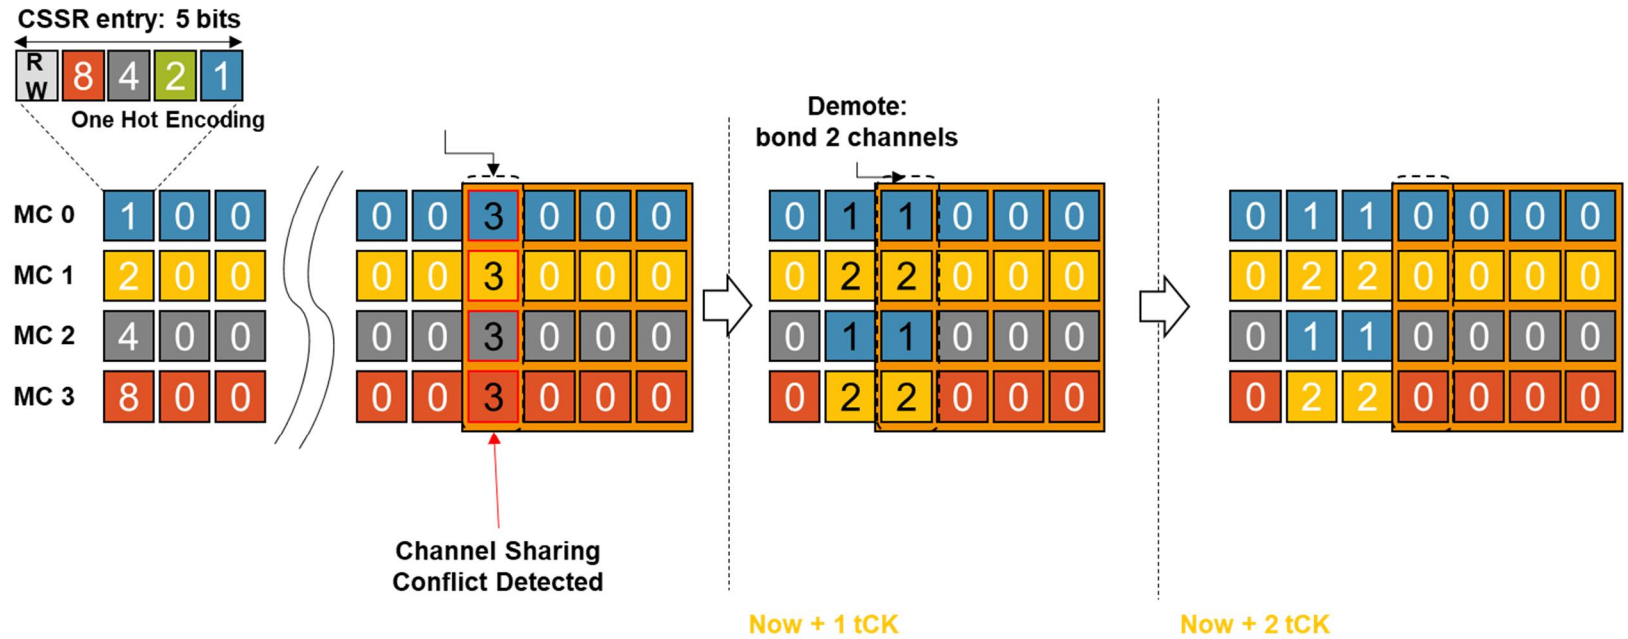 CSSR entry: 5 bits
R W 8 4 2 1
One Hot Encoding
Demote:
bond 2 channels
MC 0 1 0 0 0 0 3 0 0 0 0 1 1 0 0 0 0 1 1 0 0 0 0
MC 1 2 0 0 0 0 3 0 0 0 0 2 2 0 0 0 0 2 2 0 0 0 0
MC 2 4 0 0 0 0 3 0 0 0 0 1 1 0 0 0 0 1 1 0 0 0 0
MC 3 8 0 0 0 0 3 0 0 0 0 2 2 0 0 0 0 2 2 0 0 0 0
Channel Sharing
Conflict Detected
Now + 1 tCK
Now + 2 tCK